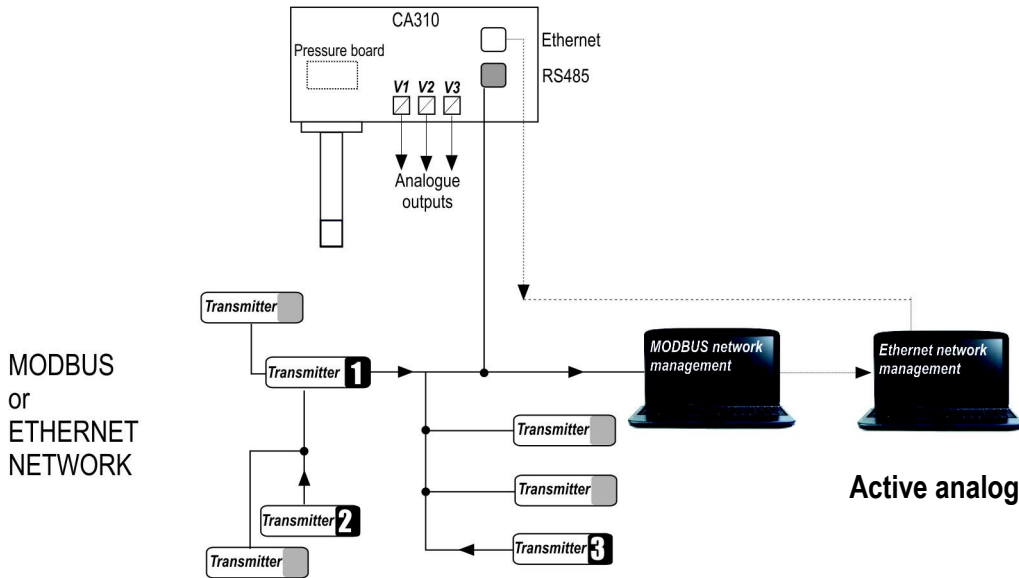 CA310
Ethernet
Pressure board
RS485
V1 V2 V3
Analogue
outputs
Transmitter
MODBUS network
management
Ethernet network
management
Transmitter 1
MODBUS
or
ETHERNET
NETWORK
Transmitter
Transmitter
Active analog
Transmitter 2
Transmitter 3
Transmitter